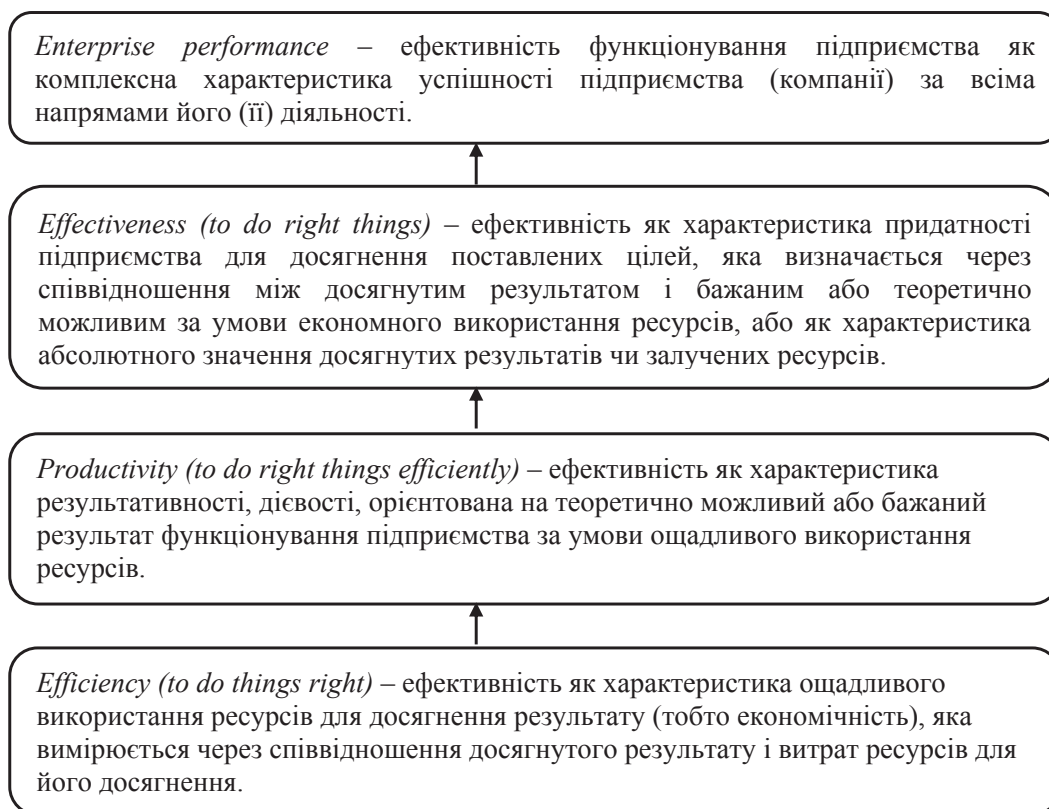 Enterprise performance – ефективність функціонування підприємства як
комплексна характеристика успішності підприємства (компанії) за всіма
напрямами його (її) діяльності.
Effectiveness (to do right things) – ефективність як характеристика придатності
підприємства для досягнення поставлених цілей, яка визначається через
співвідношення між досягнутим результатом і бажаним або теоретично
можливим за умови економного використання ресурсів, або як характеристика
абсолютного значення досягнутих результатів чи залучених ресурсів.
Productivity (to do right things efficiently) – ефективність як характеристика
результативності, дієвості, орієнтована на теоретично можливий або бажаний
результат функціонування підприємства за умови ощадливого використання
ресурсів.
Efficiency (to do things right) – ефективність як характеристика ощадливого
використання ресурсів для досягнення результату (тобто економічність), яка
вимірюється через співвідношення досягнутого результату і витрат ресурсів для
його досягнення.